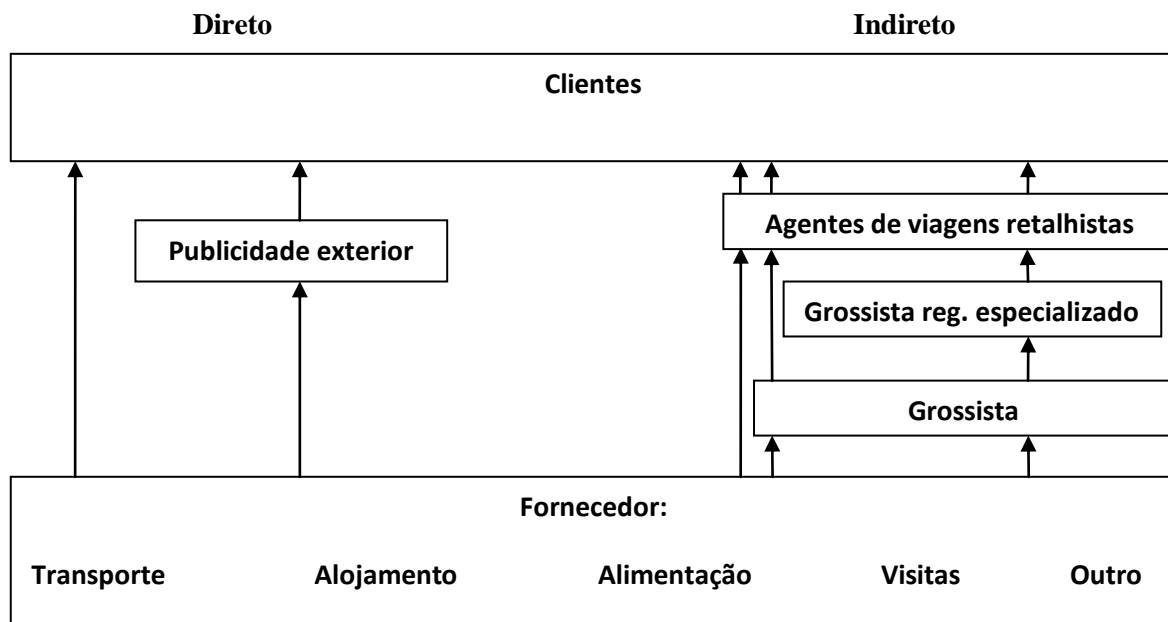 Direto Indireto
Clientes
Agentes de viagens retalhistas
Publicidade exterior
Grossista reg. especializado
Grossista
Fornecedor:
Transporte Alojamento Alimentação Visitas Outro